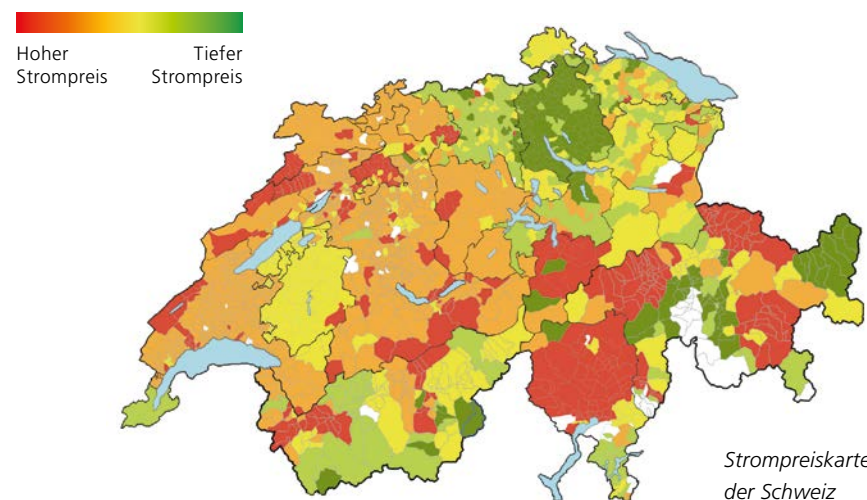 Hoher
Strompreis
Tiefer
Strompreis
Strompreiskarte
der Schweiz